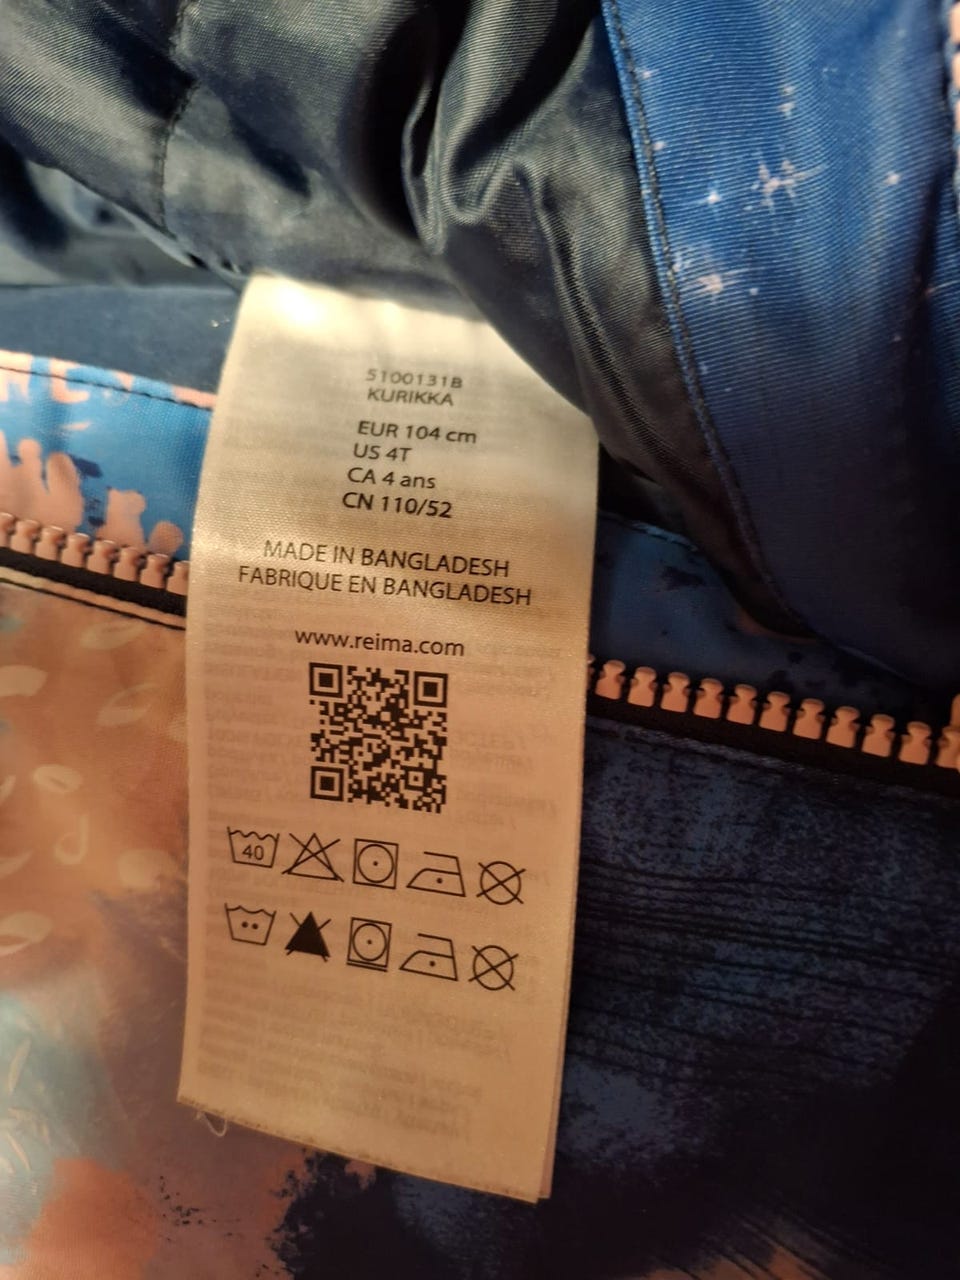 5100131B
KURIKKA
EUR 104 cm
US 4T
CA 4 ans
CN 110/52
MADE IN BANGLADESH
FABRIQUE EN BANGLADESH
www.reima.com
40